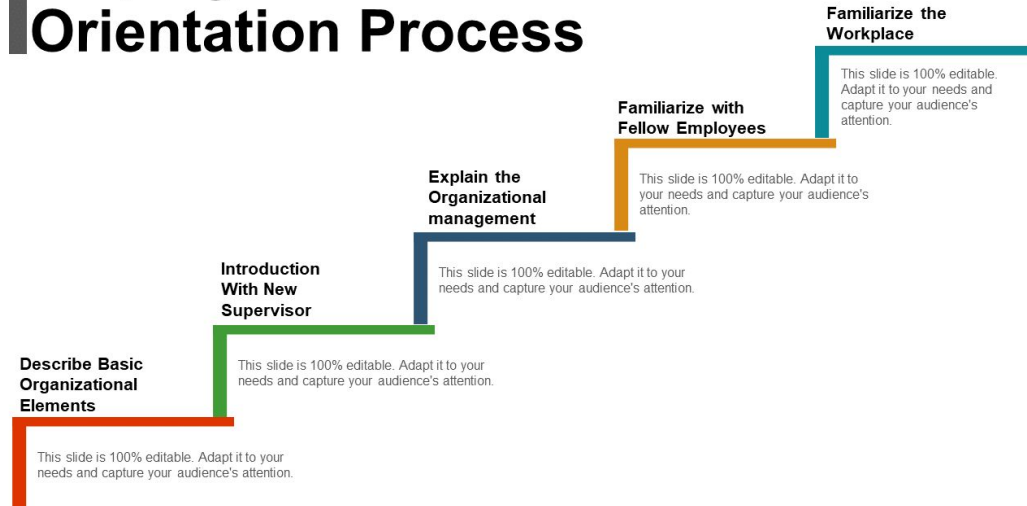 Orientation Process
Familiarize the
Workplace
This slide is 100% editable.
Adapt it to your needs and
capture your audience's
attention.
Familiarize with
Fellow Employees
This slide is 100% editable. Adapt it to
your needs and capture your audience's
attention.
Explain the
Organizational
management
This slide is 100% editable. Adapt it to your
needs and capture your audience's attention.
Introduction
With New
Supervisor
This slide is 100% editable. Adapt it to your
needs and capture your audience's attention.
Describe Basic
Organizational
Elements
This slide is 100% editable. Adapt it to your
needs and capture your audience's attention.